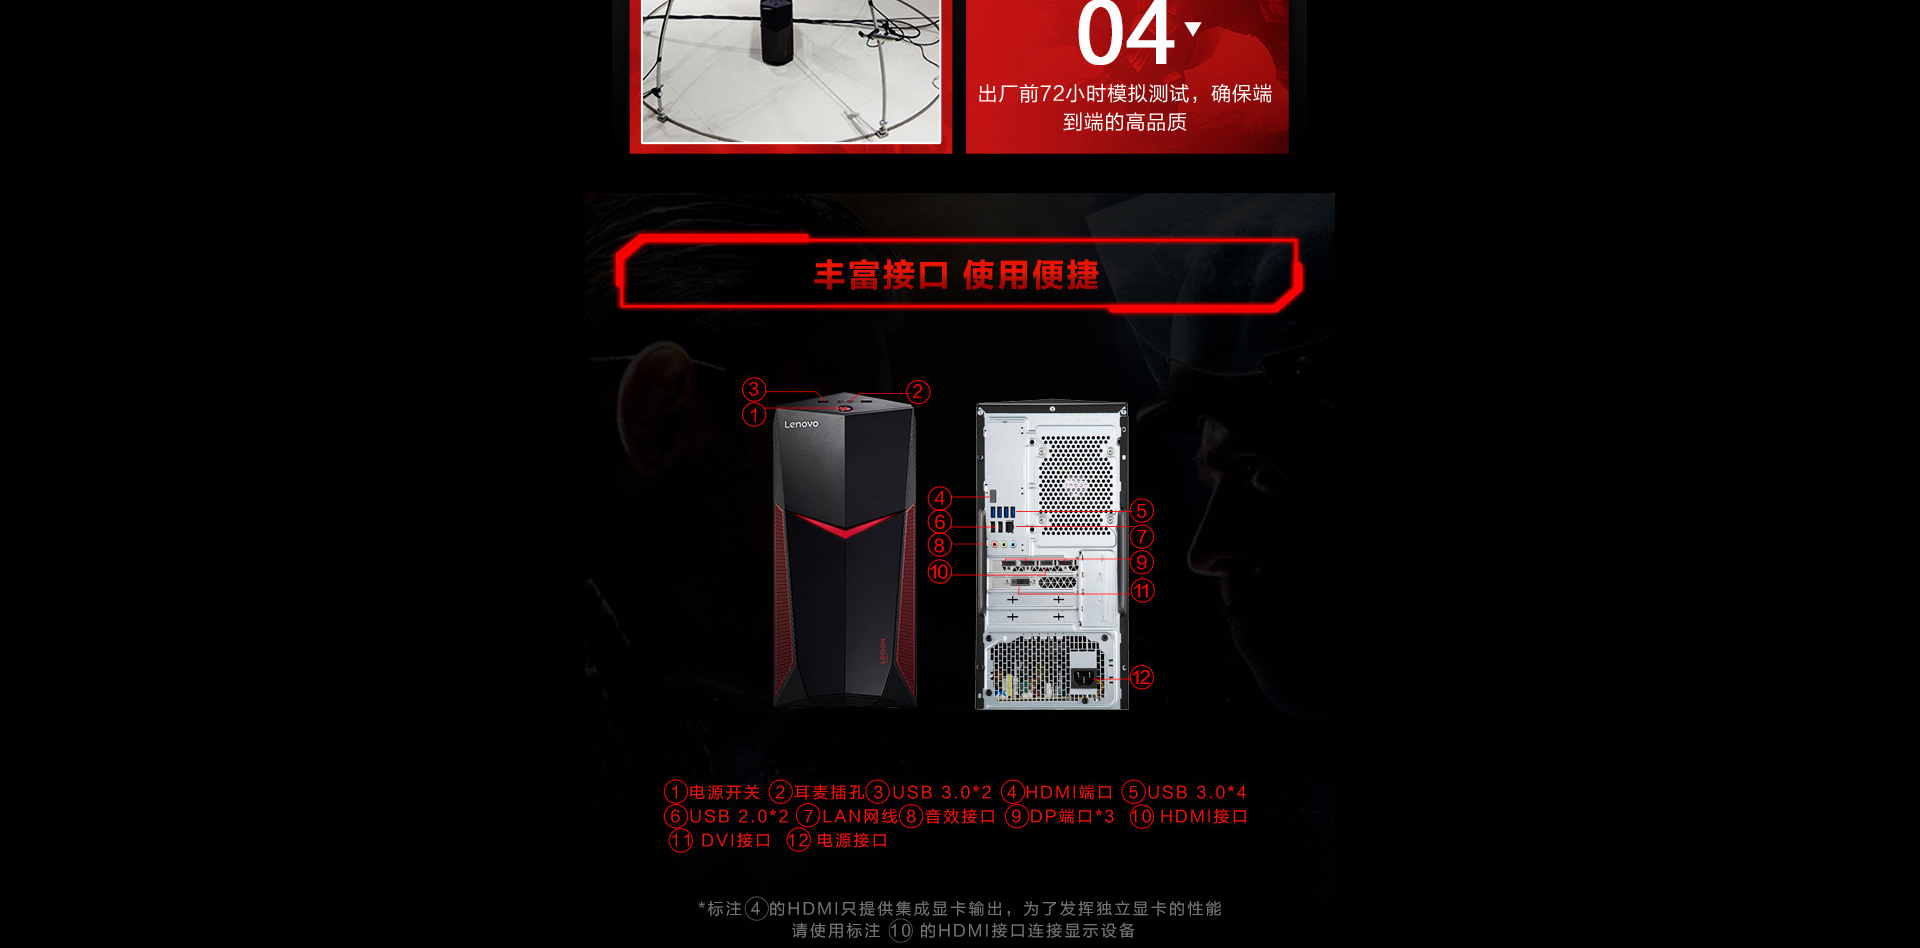 04
出厂前72小时模拟测试，确保端
到端的高品质
丰富接口 使用便捷
③ ②
①
Lenovo
④
⑤
⑥
⑦
⑧
⑨
⑩
⑪
LEGION
⑫
①电源开关 ②耳麦插孔③USB 3.0*2 ④HDMI端口 ⑤USB 3.0*4
⑥USB 2.0*2 ⑦LAN网线⑧音效接口 ⑨DP端口*3 ⑩ HDMI接口
⑪ DVI接口 ⑫ 电源接口
*标注④的HDMI只提供集成显卡输出，为了发挥独立显卡的性能
请使用标注 ⑩ 的HDMI接口连接显示设备